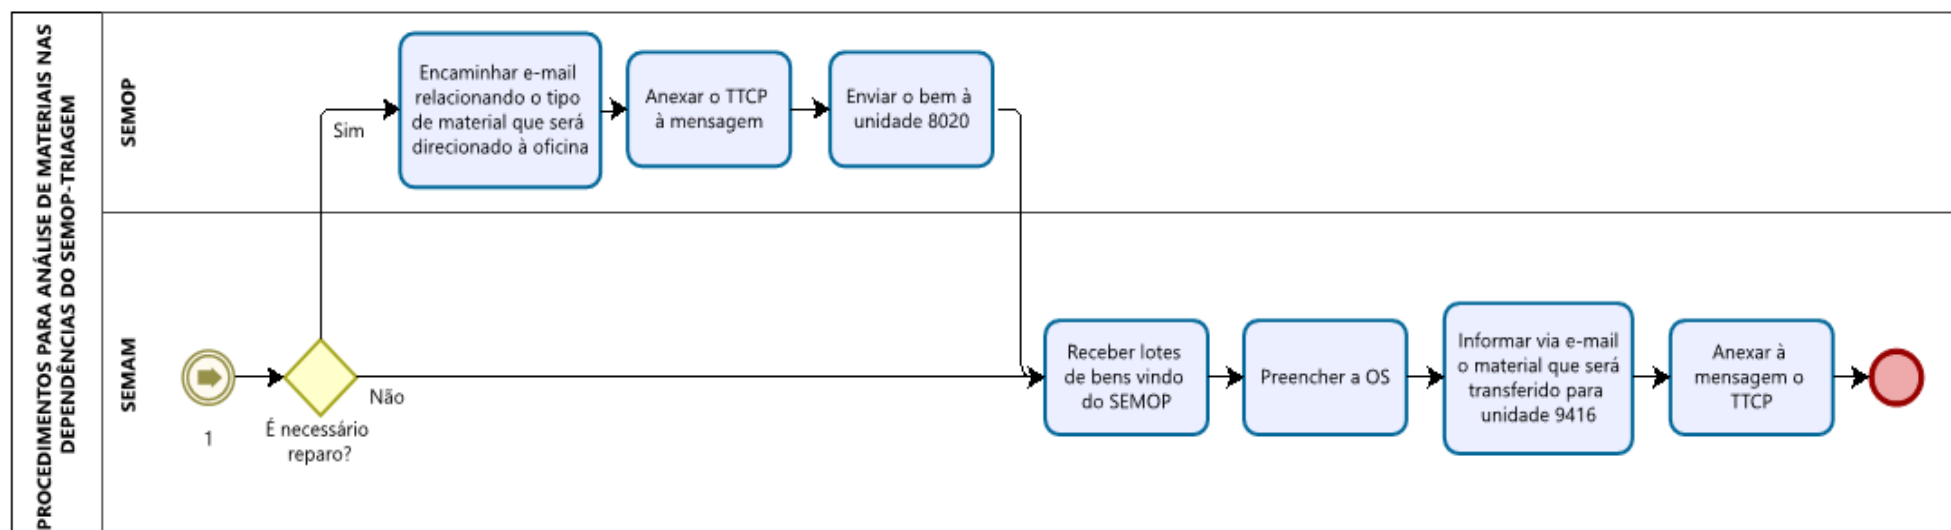 PROCEDIMENTOS PARA ANÁLISE DE MATERIAIS NAS
DEPENDÊNCIAS DO SEMOP-TRIAGEM
SEMOP
Sim
Encaminhar e-mail
relacionando o tipo
de material que será
direcionado à oficina
Anexar o TTCP
à mensagem
Enviar o bem à
unidade 8020
SEMAM
1
É necessário
reparo?
Não
Receber lotes
de bens vindo
do SEMOP
Preencher a OS
Informar via e-mail
o material que será
transferido para
unidade 9416
Anexar à
mensagem o
TTCP